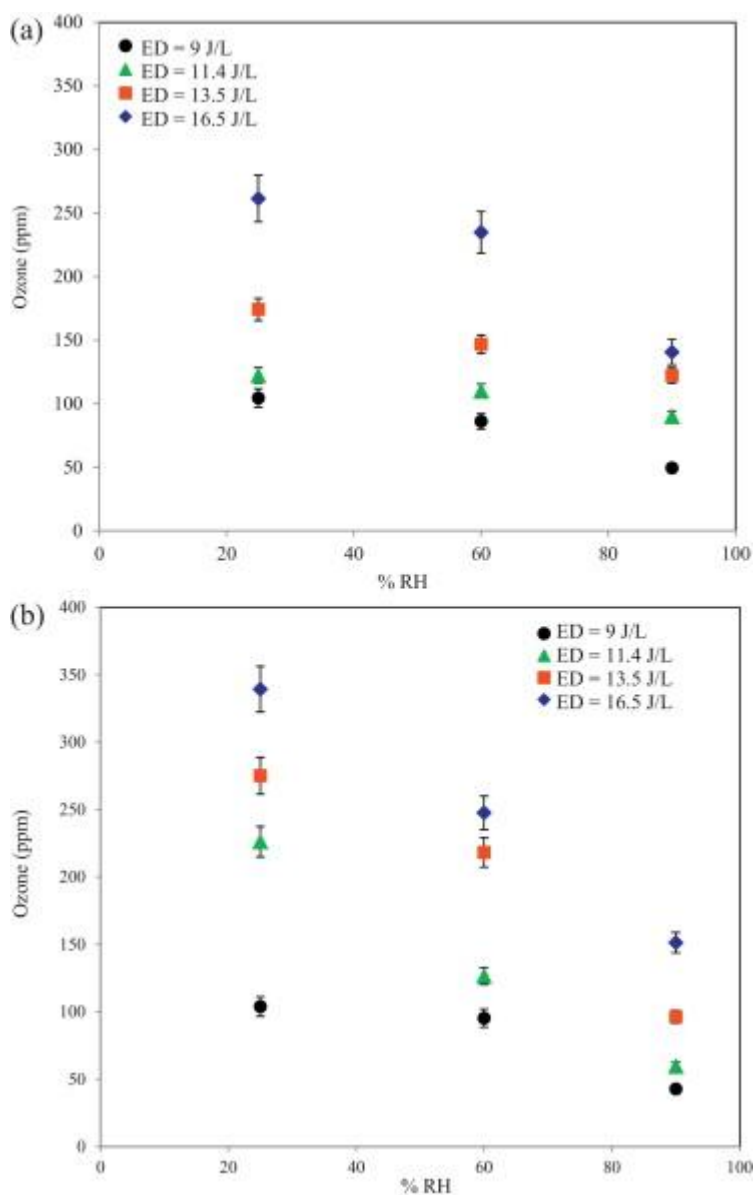 (a)
400
350
300
250
200
150
100
50
0
Ozone (ppm)
ED = 9 J/L
ED = 11.4 J/L
ED = 13.5 J/L
ED = 16.5 J/L
0 20 40 60 80 100
% RH
(b)
400
350
300
250
200
150
100
50
0
Ozone (ppm)
ED = 9 J/L
ED = 11.4 J/L
ED = 13.5 J/L
ED = 16.5 J/L
0 20 40 60 80 100
% RH